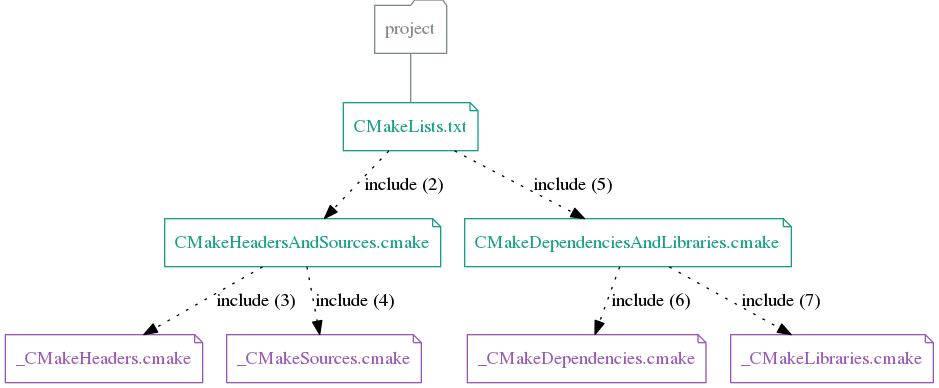 project
CMakeLists.txt
include (2)
include (5)
CMakeHeadersAndSources.cmake
CMakeDependenciesAndLibraries.cmake
include (3)
include (4)
include (6)
include (7)
_CMakeHeaders.cmake
_CMakeSources.cmake
_CMakeDependencies.cmake
_CMakeLibraries.cmake